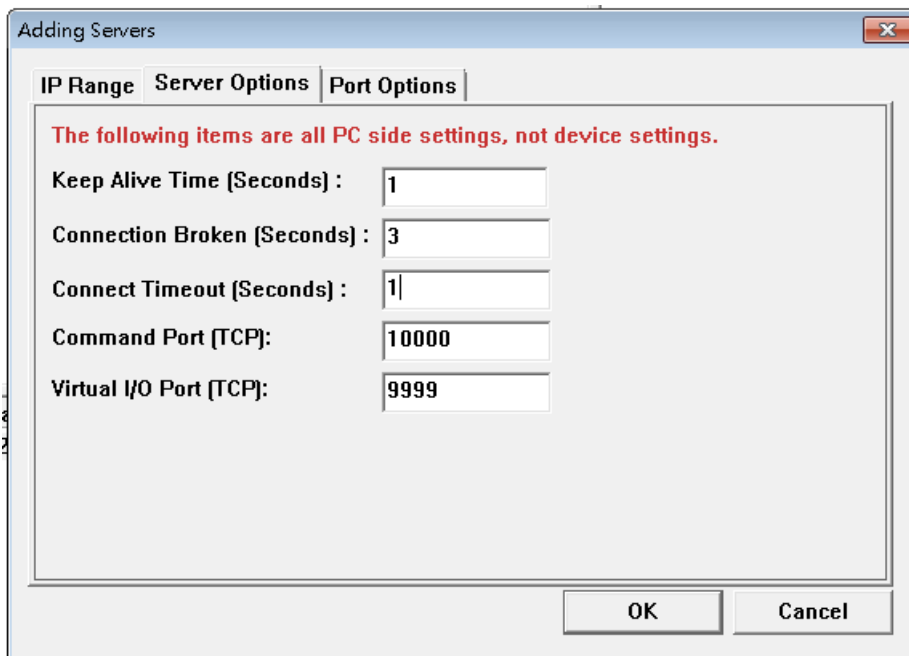 Adding Servers
IP Range Server Options Port Options
The following items are all PC side settings, not device settings.
Keep Alive Time (Seconds) : 1
Connection Broken (Seconds) : 3
Connect Timeout (Seconds) : 1
Command Port (TCP): 10000
Virtual I/O Port (TCP): 9999
OK Cancel